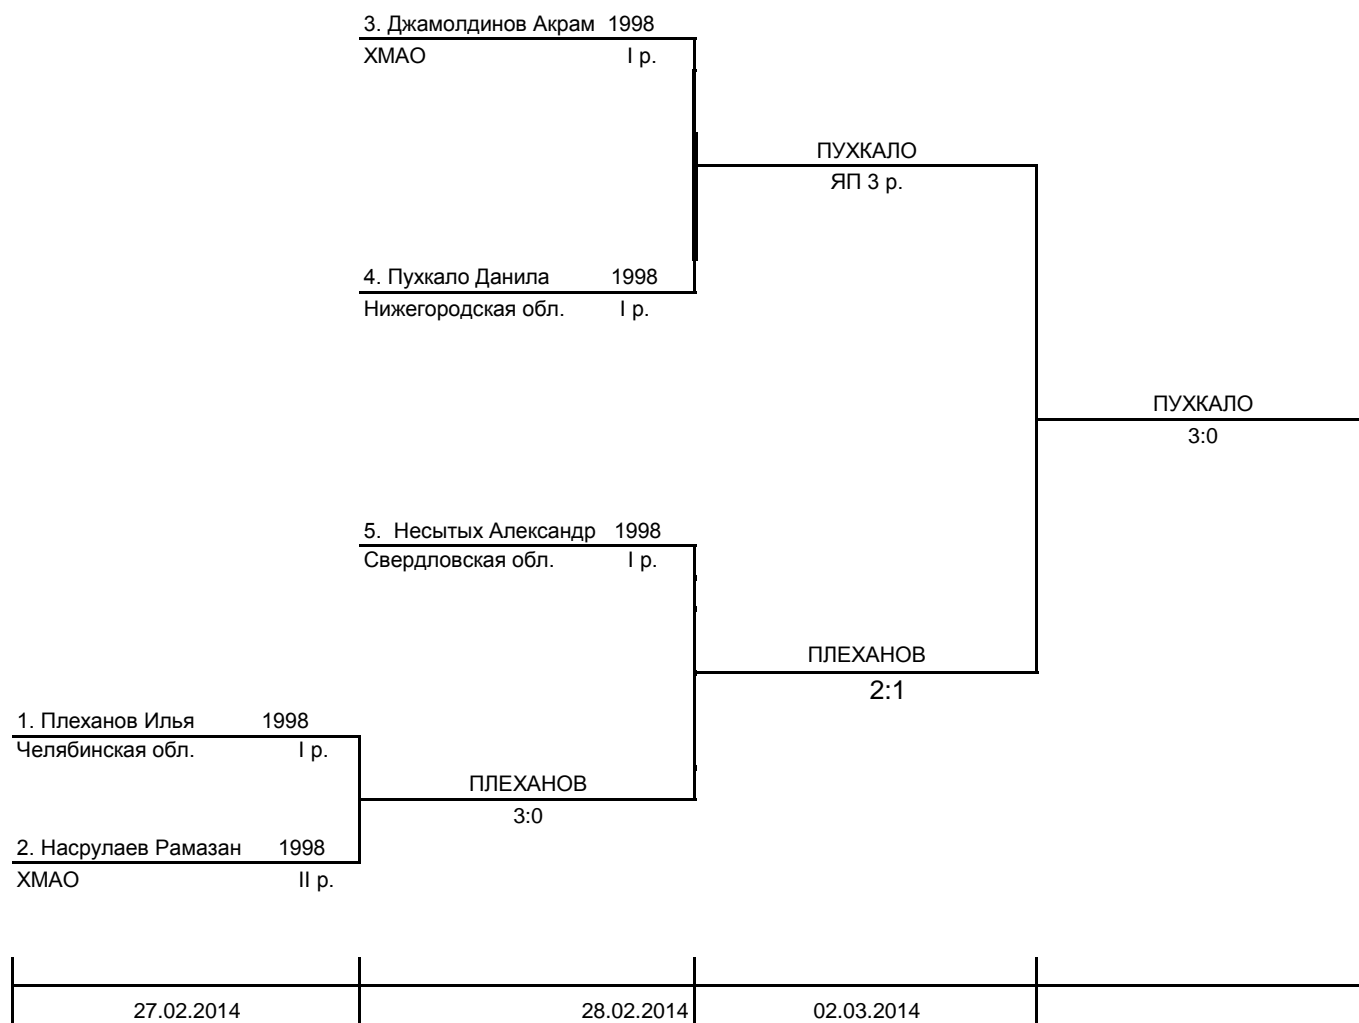 3. Джамолдинов Акрам 1998
ХМАО I р.
ПУХКАЛО
ЯП 3 р.
4. Пухкало Данила 1998
Нижегородская обл. I р.
ПУХКАЛО
3:0
5. Несытых Александр 1998
Свердловская обл. I р.
ПЛЕХАНОВ
2:1
1. Плеханов Илья 1998
Челябинская обл. I р.
ПЛЕХАНОВ
3:0
2. Насрулаев Рамазан 1998
ХМАО II р.
27.02.2014 28.02.2014 02.03.2014